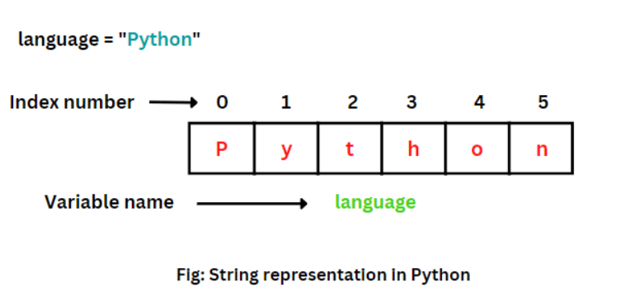 language = "Python"
Index number 0 1 2 3 4 5
P y t h o n
Variable name language
Fig: String representation in Python